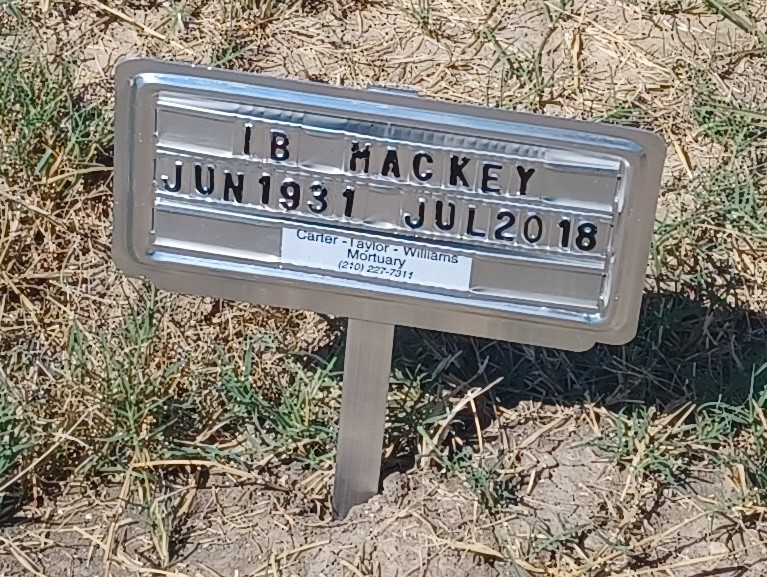 IB MACKEY
JUN1931 JUL2018
Carter -Taylor - Williams
Mortuary
(210) 227-7311